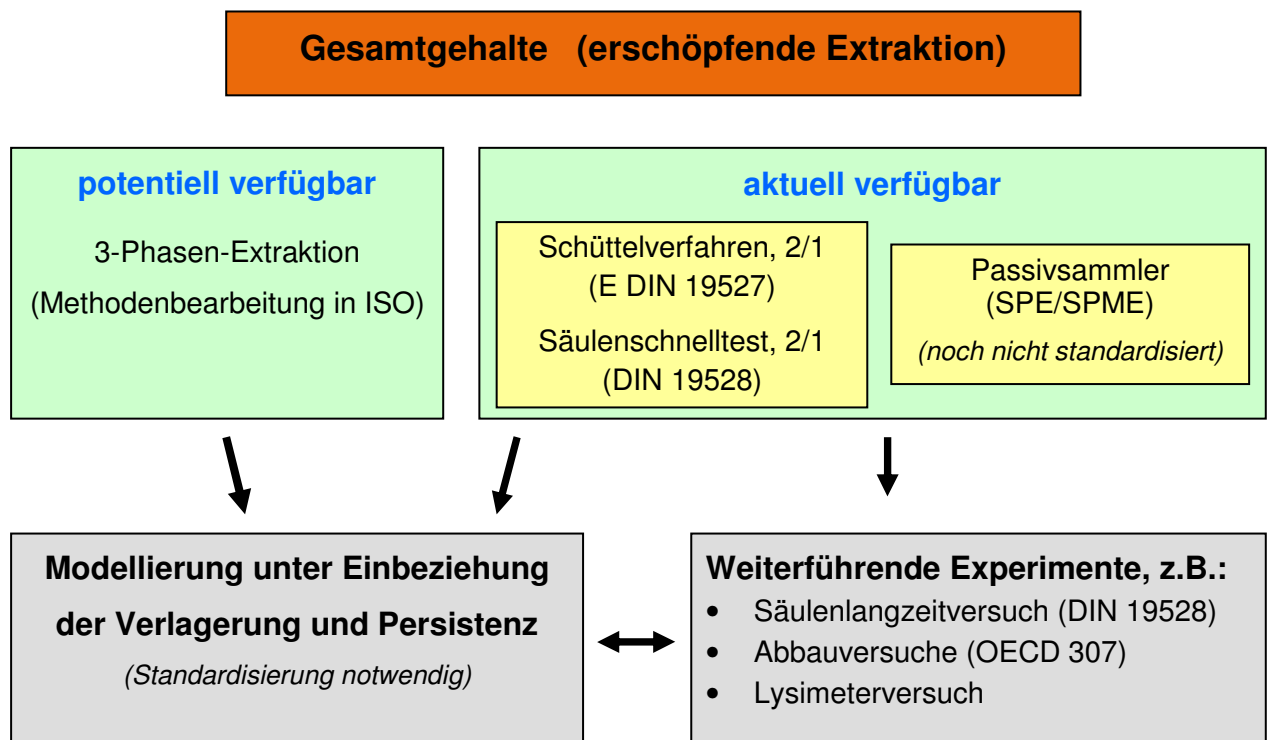 Gesamtgehalte (erschöpfende Extraktion)
potentiell verfügbar
3-Phasen-Extraktion
(Methodenbearbeitung in ISO)
aktuell verfügbar
Schüttelverfahren, 2/1
(E DIN 19527)
Säulenschnelltest, 2/1
(DIN 19528)
Passivsammler
(SPE/SPME)
(noch nicht standardisiert)
Modellierung unter Einbeziehung
der Verlagerung und Persistenz
(Standardisierung notwendig)
Weiterführende Experimente, z.B.:
• Säulenlangzeitversuch (DIN 19528)
• Abbauversuche (OECD 307)
• Lysimeterversuch